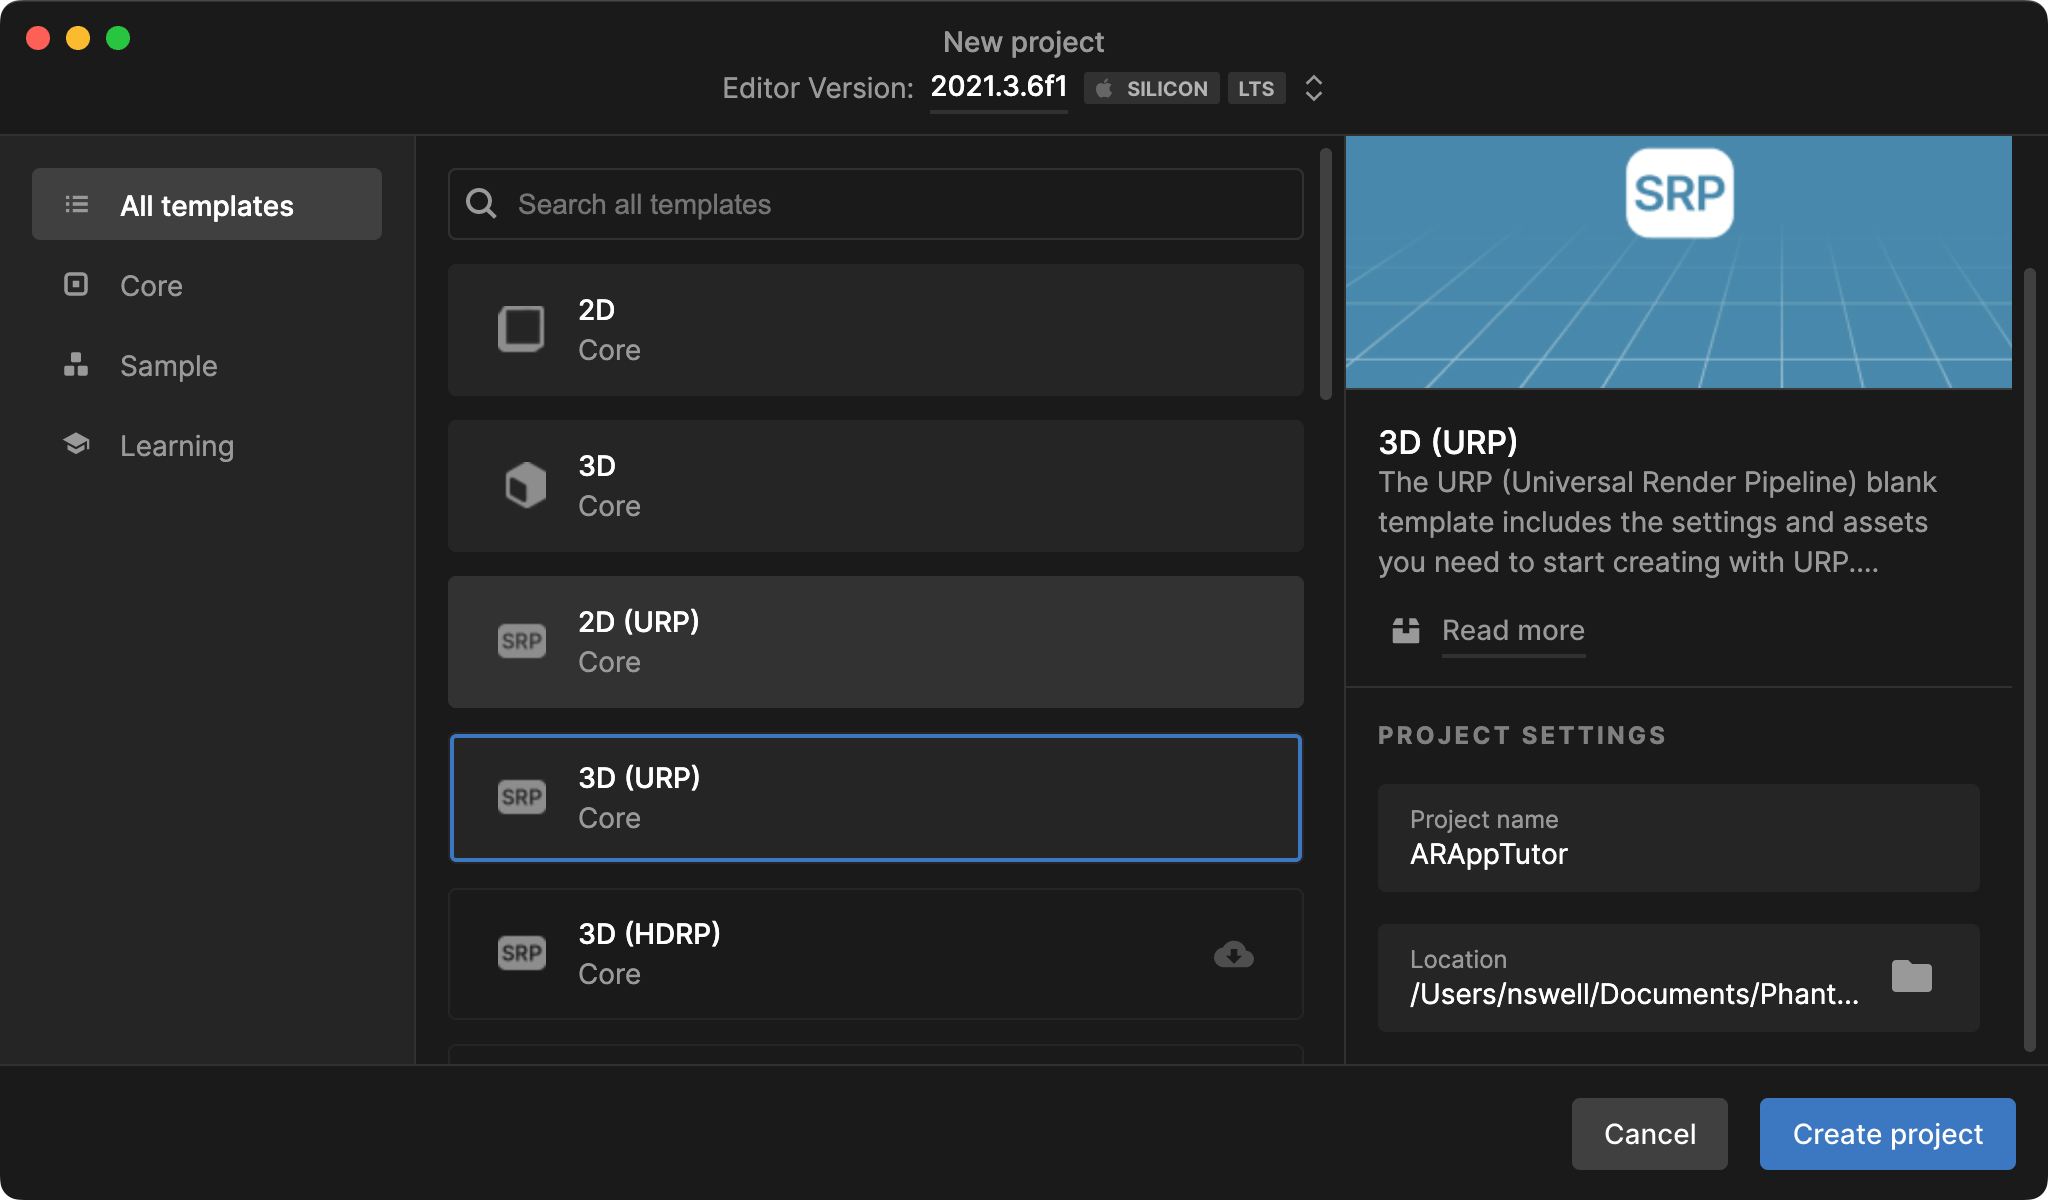 New project
Editor Version: 2021.3.6f1 SILICON LTS
All templates
Core
Sample
Learning
Search all templates
2D
Core
3D
Core
SRP
2D (URP)
Core
SRP
3D (URP)
Core
SRP
3D (HDRP)
Core
SRP
3D (URP)
The URP (Universal Render Pipeline) blank
template includes the settings and assets
you need to start creating with URP....
Read more
PROJECT SETTINGS
Project name
ARAppTutor
Location
/Users/nswell/Documents/Phant...
Cancel
Create project